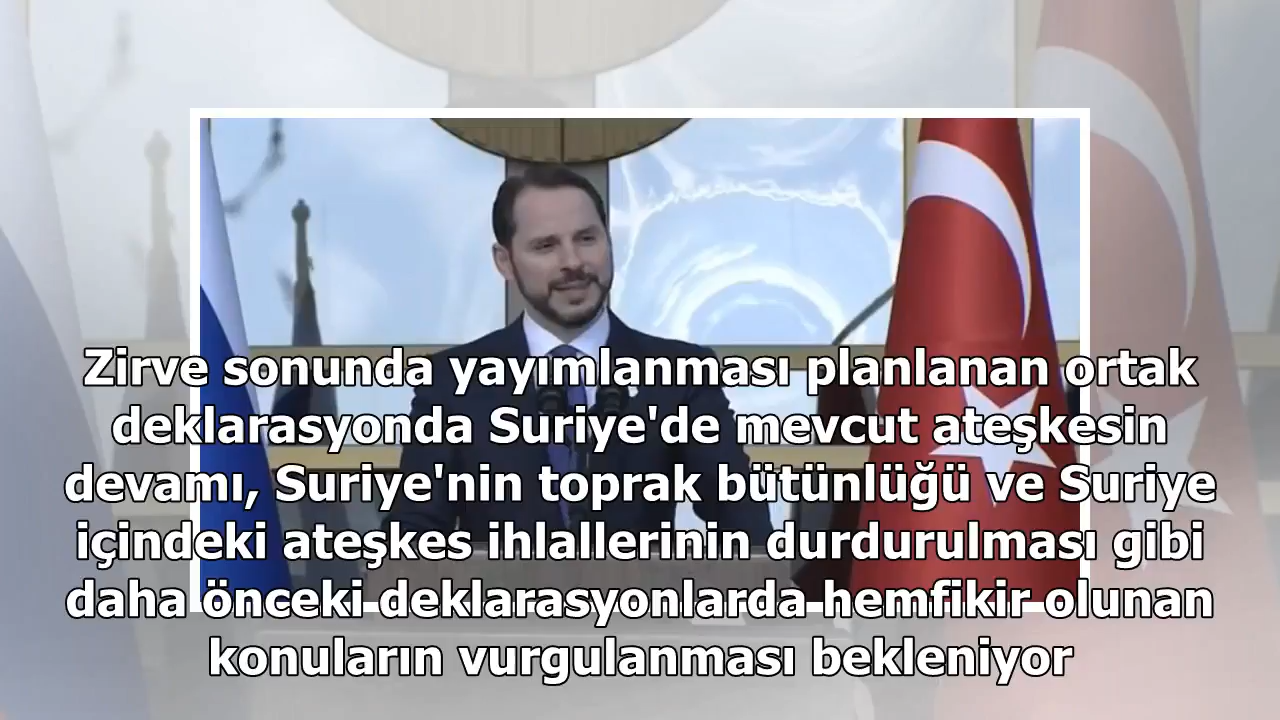 Zirve sonunda yayımlanması planlanan ortak
deklarasyonda Suriye'de mevcut ateşkesin
devamı, Suriye'nin toprak bütünlüğü ve Suriye
içindeki ateşkes ihlallerinin durdurulması gibi
daha önceki deklarasyonlarda hemfikir olunan
konuların vurgulanması bekleniyor